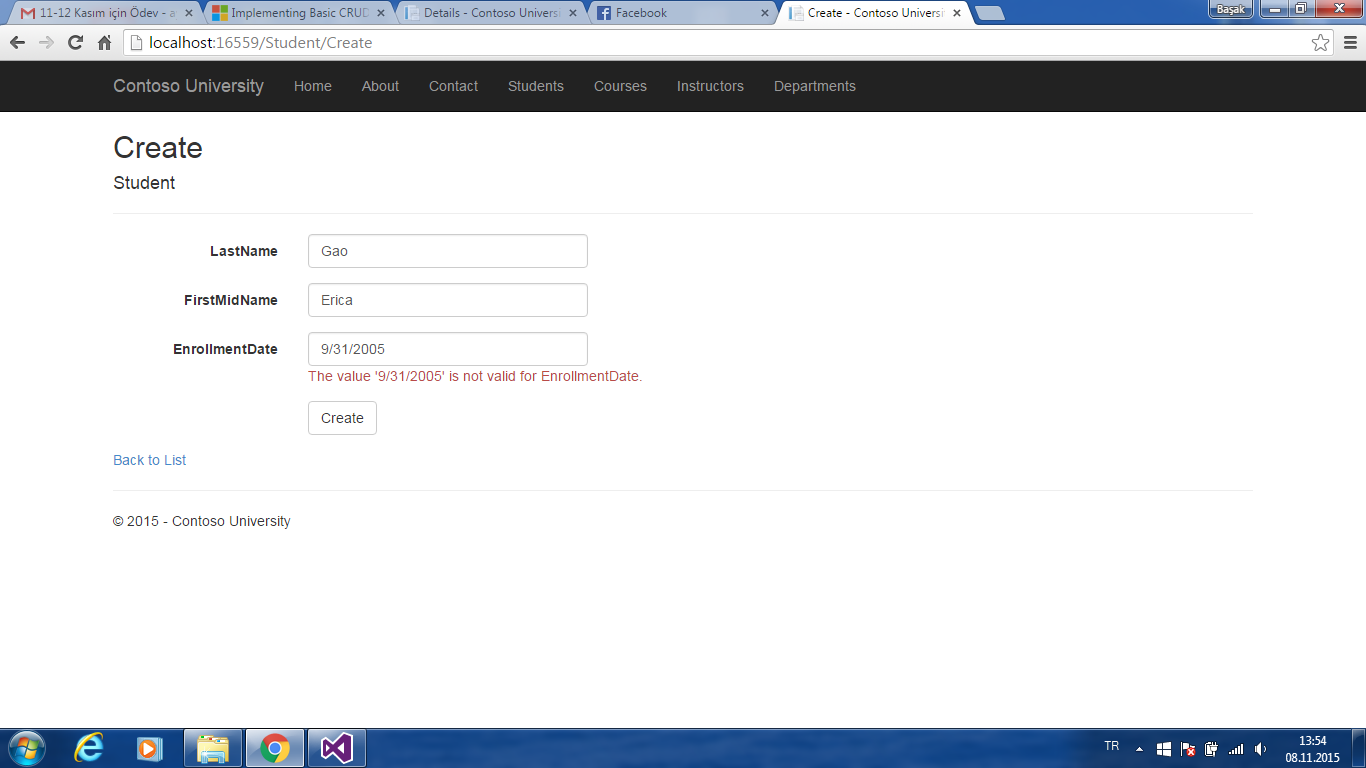 11-12 Kasım için Ödev - a
Implementing Basic CRUD
Details - Contoso Universi
Facebook
Create - Contoso Universi
Başak
localhost:16559/Student/Create
Contoso University Home About Contact Students Courses Instructors Departments
Create
Student
LastName Gao
FirstMidName Erica
EnrollmentDate 9/31/2005
The value '9/31/2005' is not valid for EnrollmentDate.
Create
Back to List
© 2015 - Contoso University
TR
13:54
08.11.2015